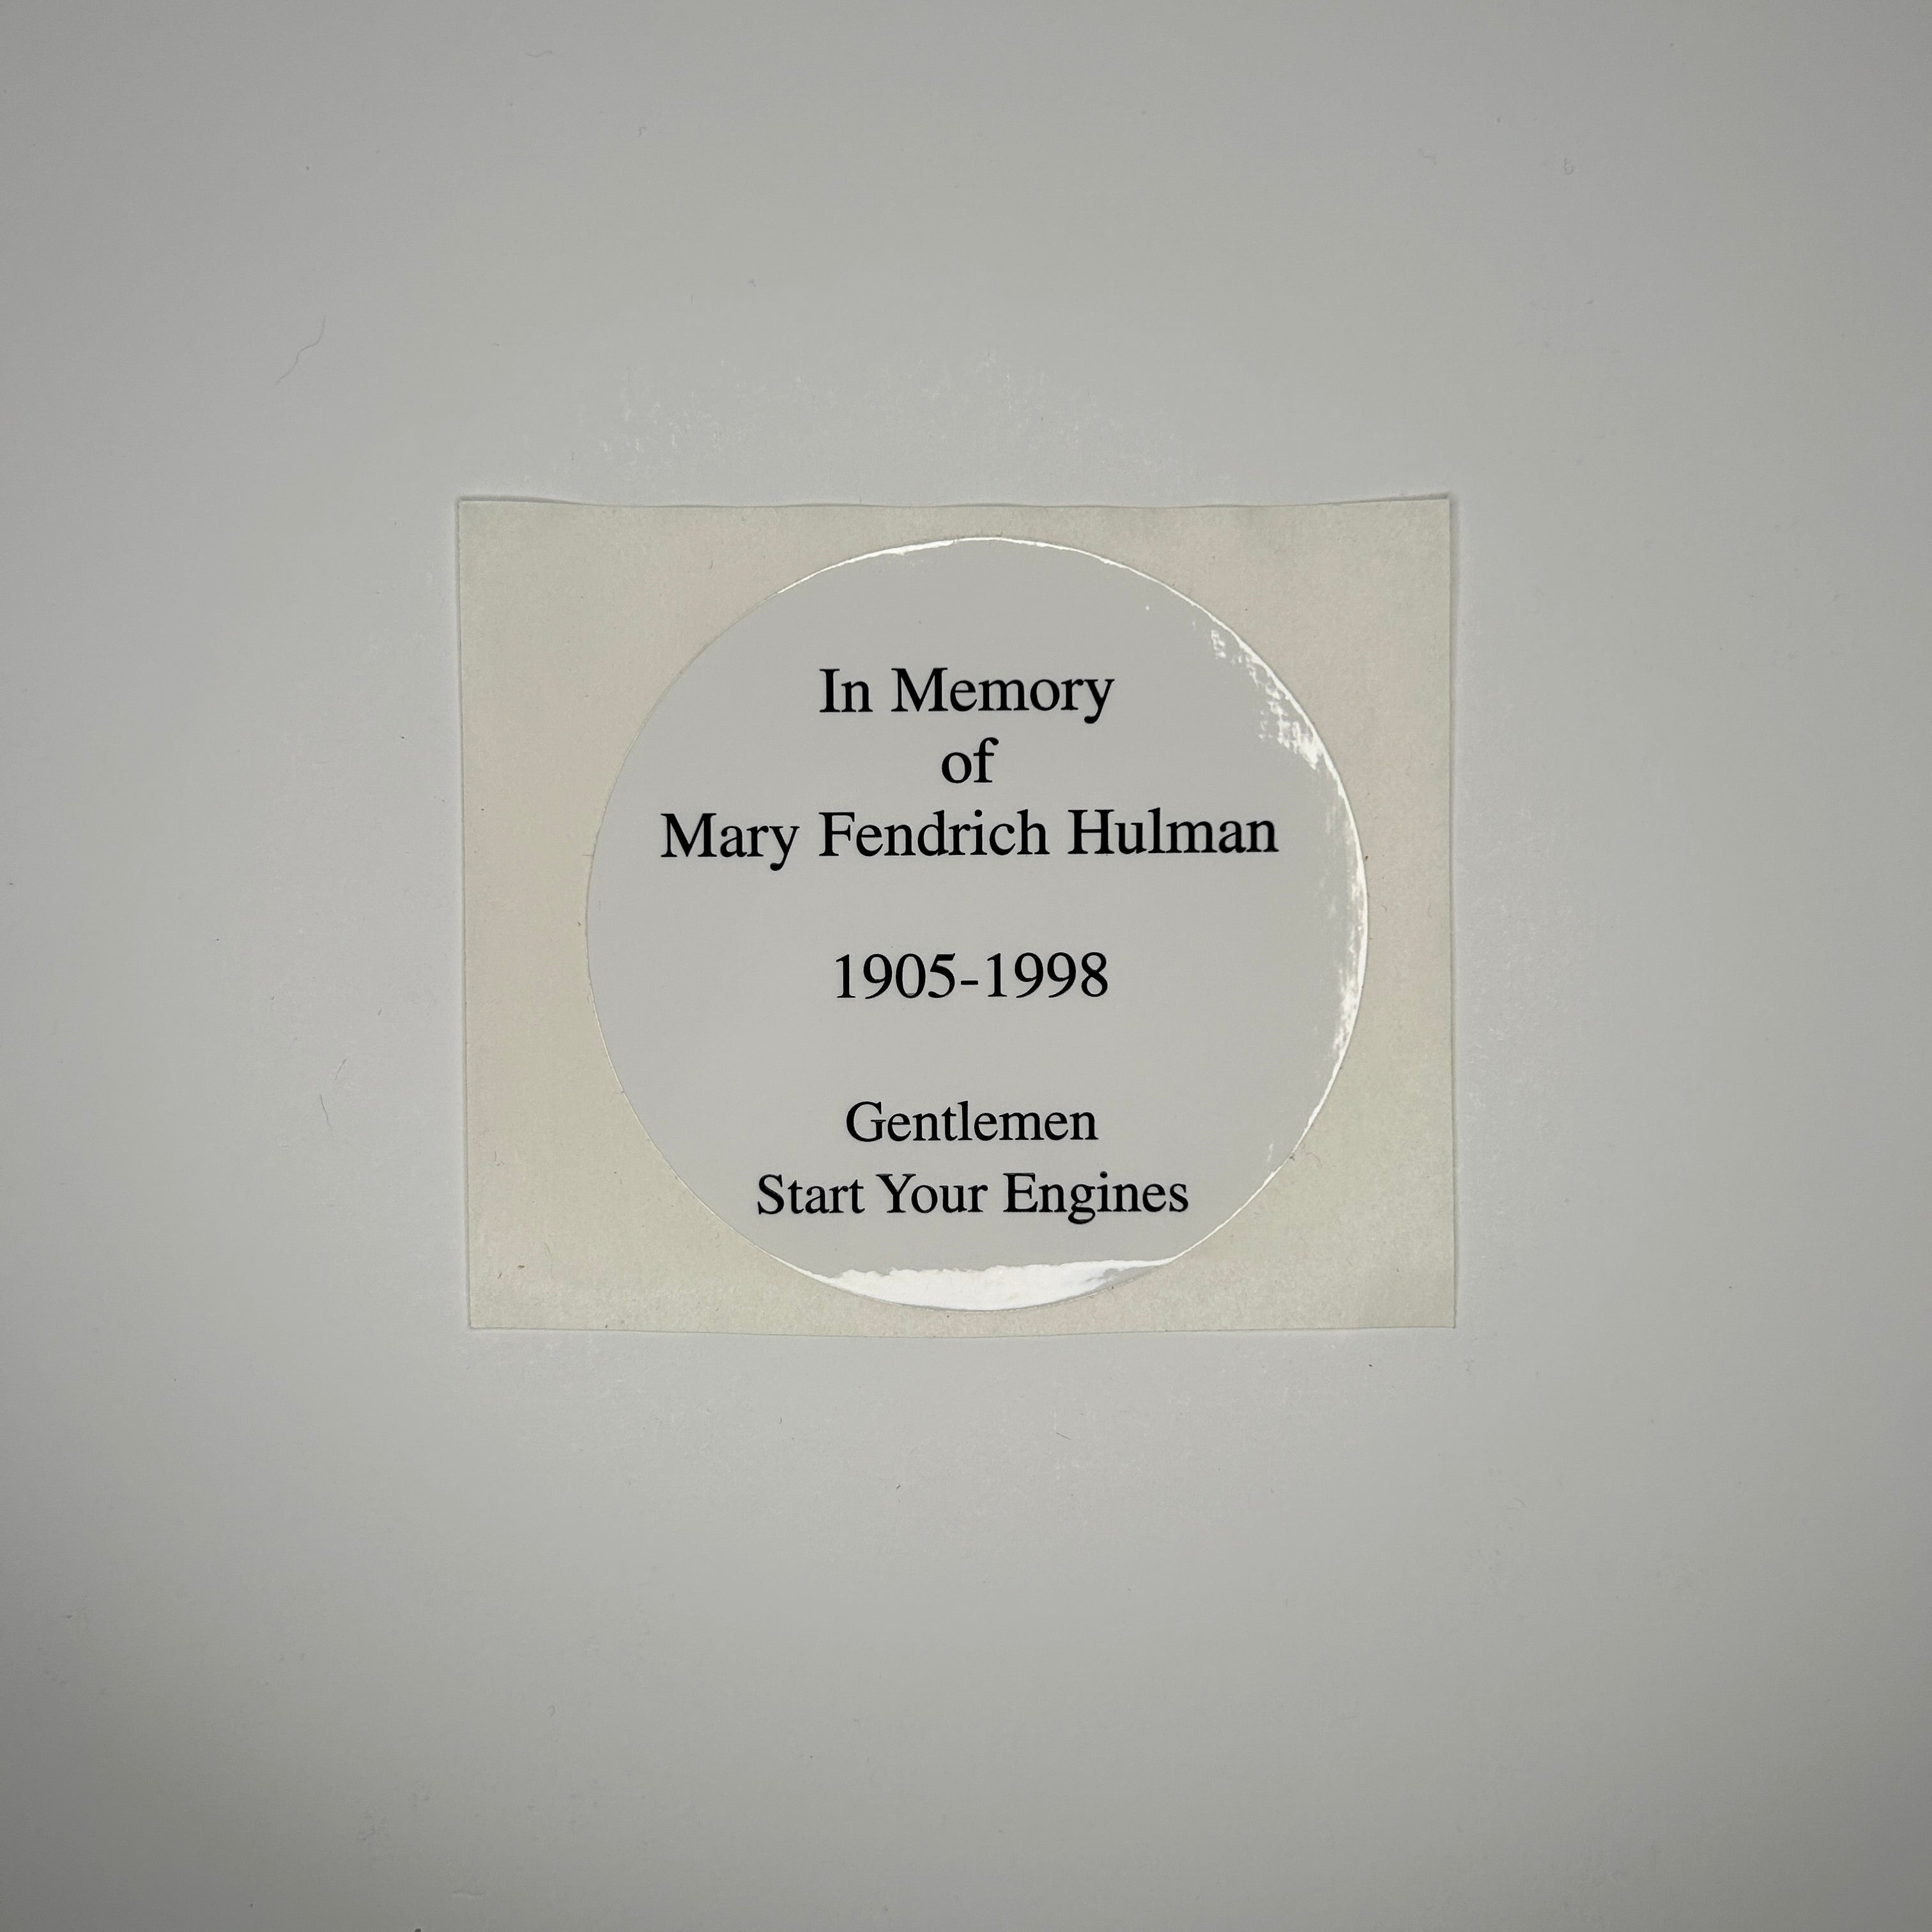 In Memory
of
Mary Fendrich Hulman
1905-1998
Gentlemen
Start Your Engines